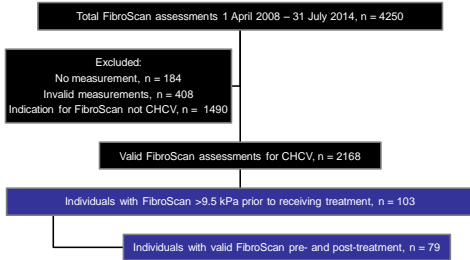 Total FibroScan assessments 1 April 2008 – 31 July 2014, n = 4250
Excluded:
No measurement, n = 184
Invalid measurements, n = 408
Indication for FibroScan not CHCV, n = 1490
Valid FibroScan assessments for CHCV, n = 2168
Individuals with FibroScan >9.5 kPa prior to receiving treatment, n = 103
Individuals with valid FibroScan pre- and post-treatment, n = 79